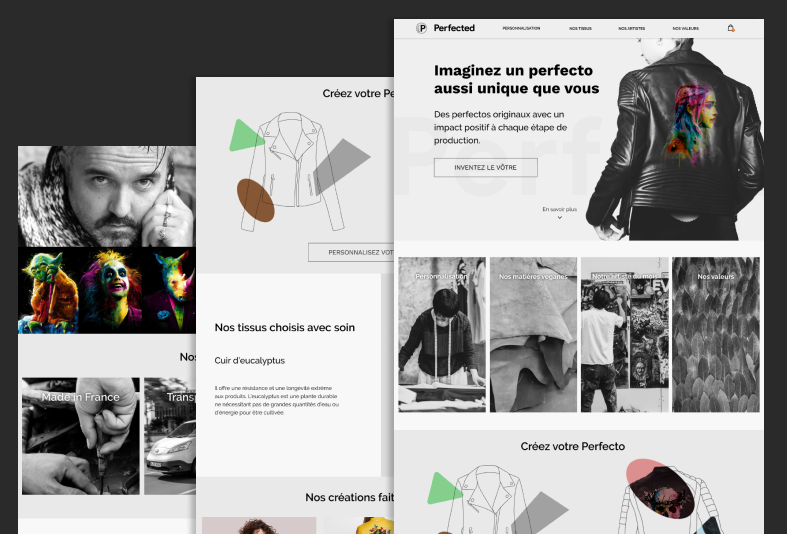 Perfected
PERSONNALISATION
NOS TISSUS
NOS ARTISTES
NOS VALEURS
Imaginez un perfecto
aussi unique que vous
Des perfectos originaux avec un
impact positif à chaque étape de
production.
INVENTEZ LE VÔTRE
En savoir plus
Perf
Personnalisation
Nos matières véganes
Notre artiste du mois
Nos valeurs
Créez votre Perfecto
Créez votre Pe
PERSONNALISEZ VOT
Nos tissus choisis avec soin
Cuir d'eucalyptus
Il offre une résistance et une longévité extrême
aux produits. L'eucalyptus est une plante durable
ne nécessitant pas de grandes quantités d'eau ou
d'énergie pour être cultivée.
Nos créations fait
Nos
Made in France
Trans